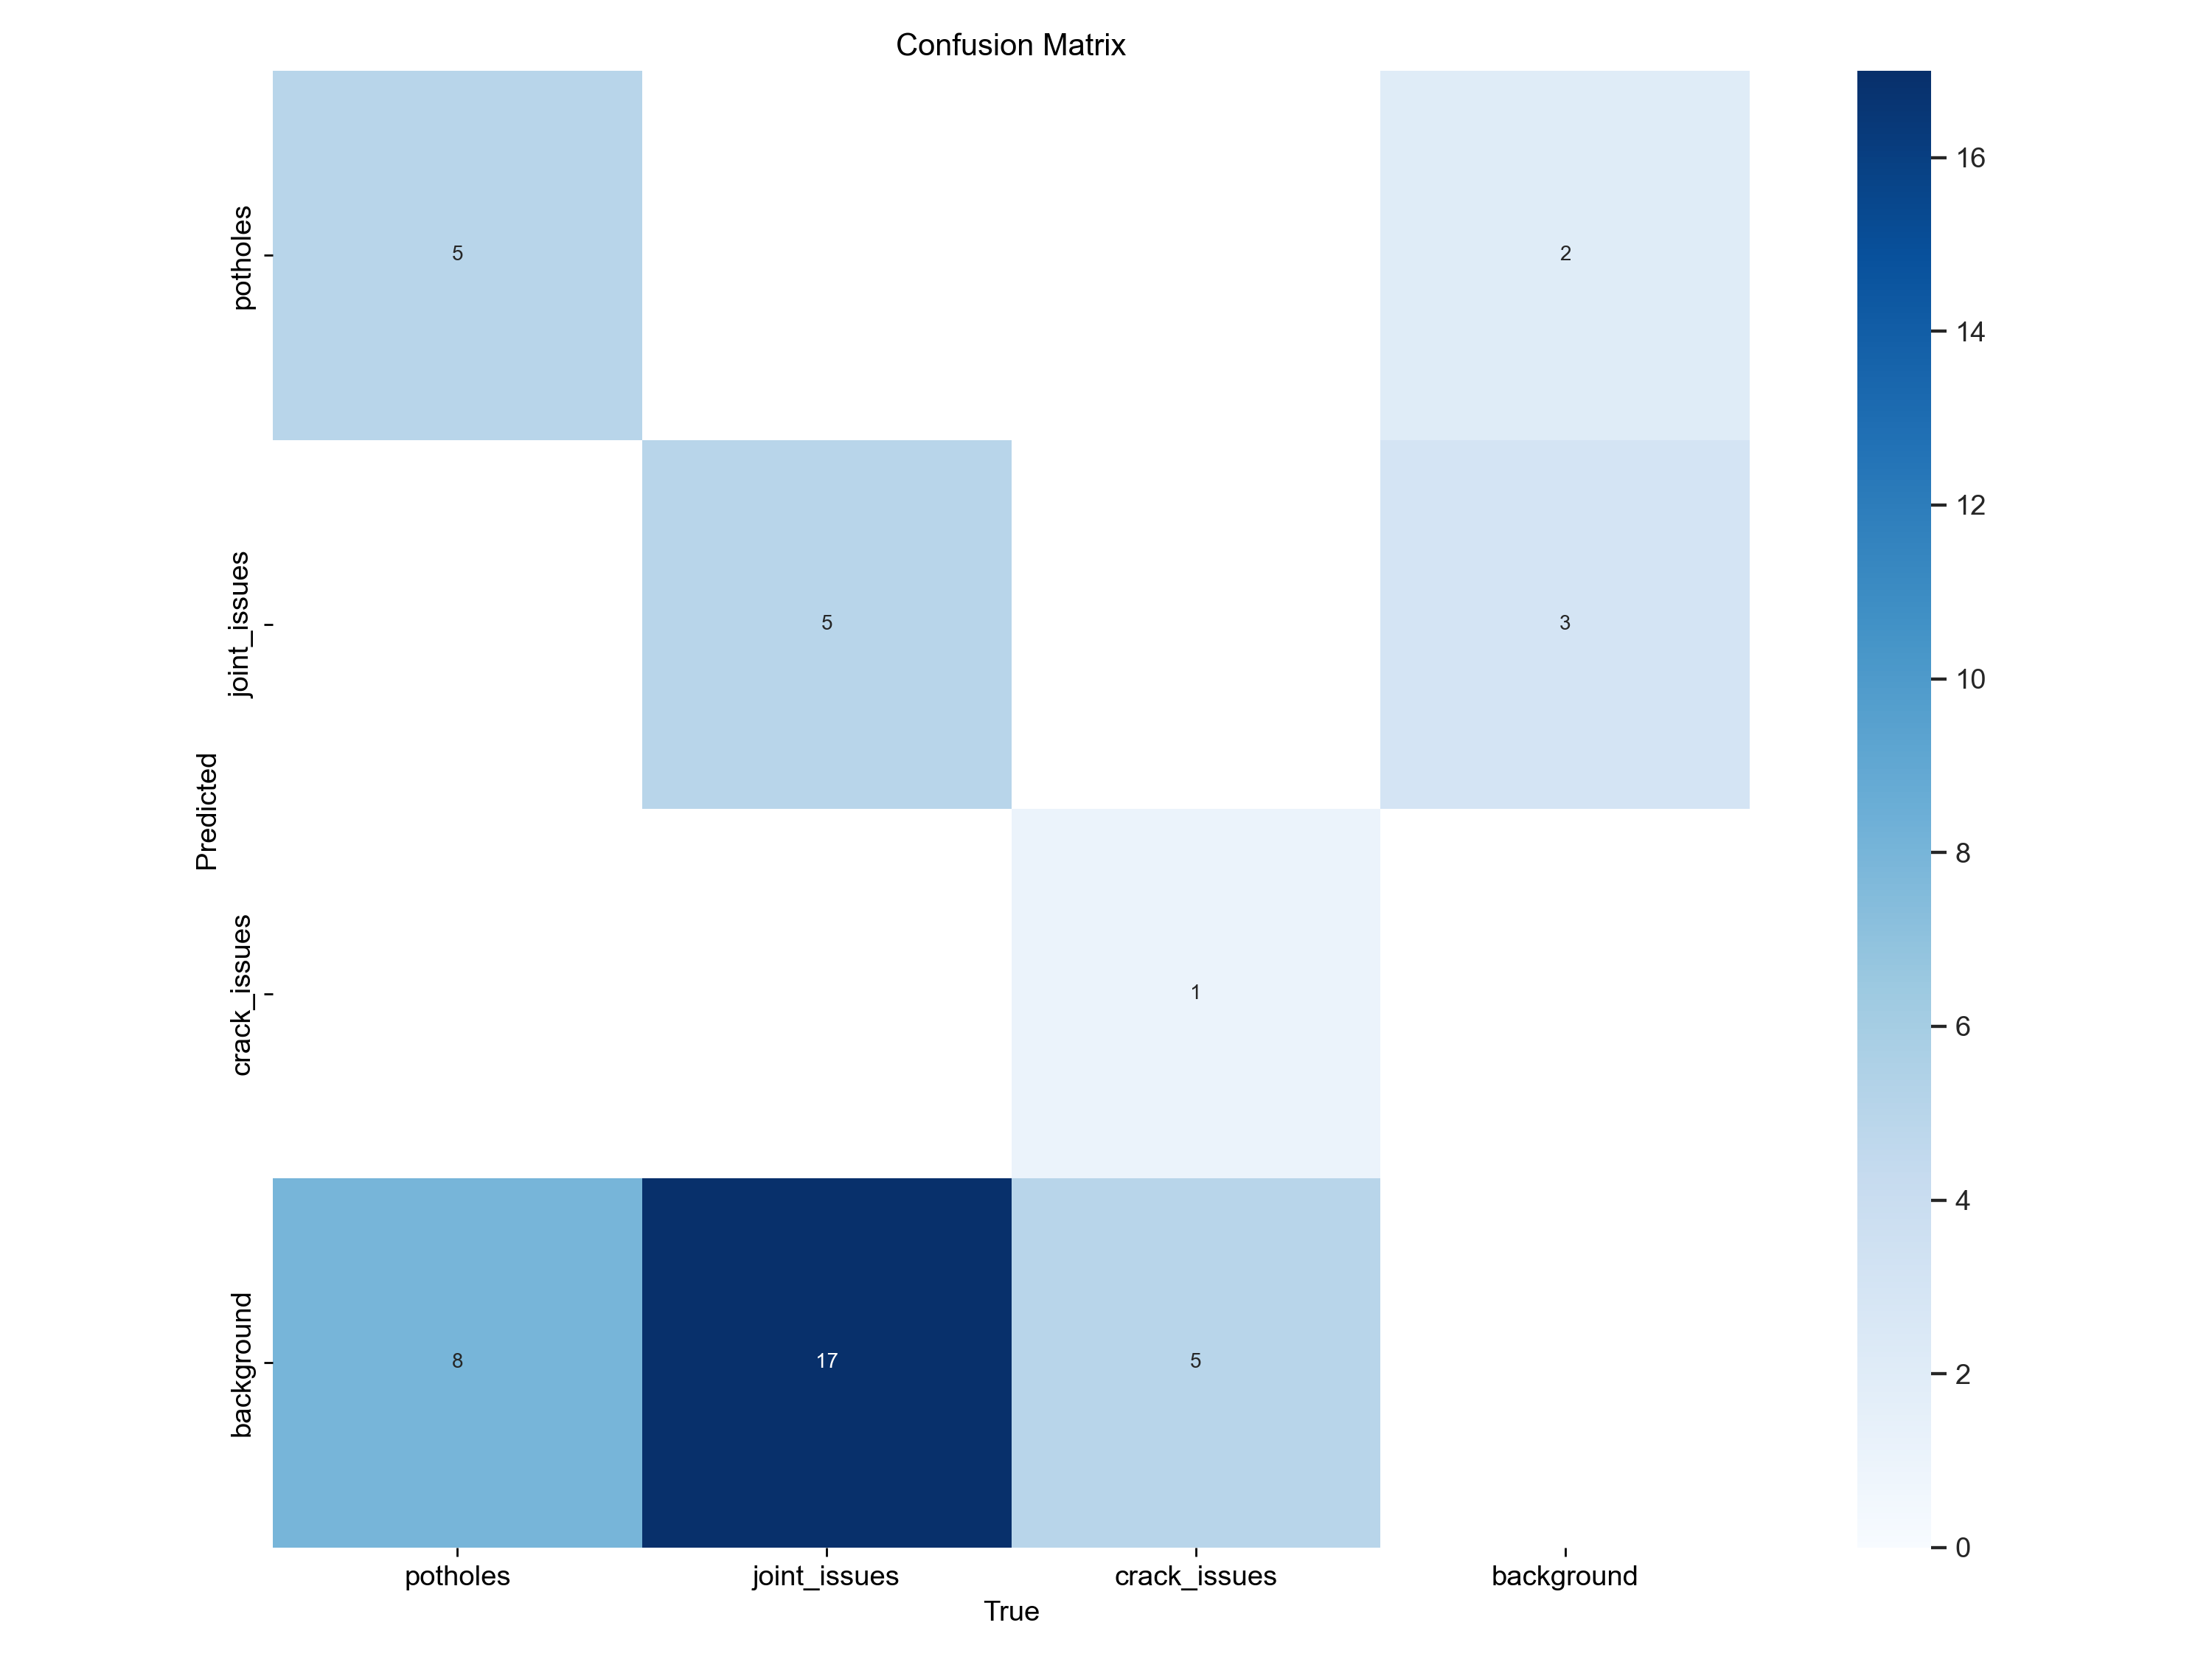 Confusion Matrix
potholes
joint_issues
crack_issues
background
Predicted
5
2
5
3
1
8
17
5
potholes
joint_issues
crack_issues
background
True
16
14
12
10
8
6
4
2
0